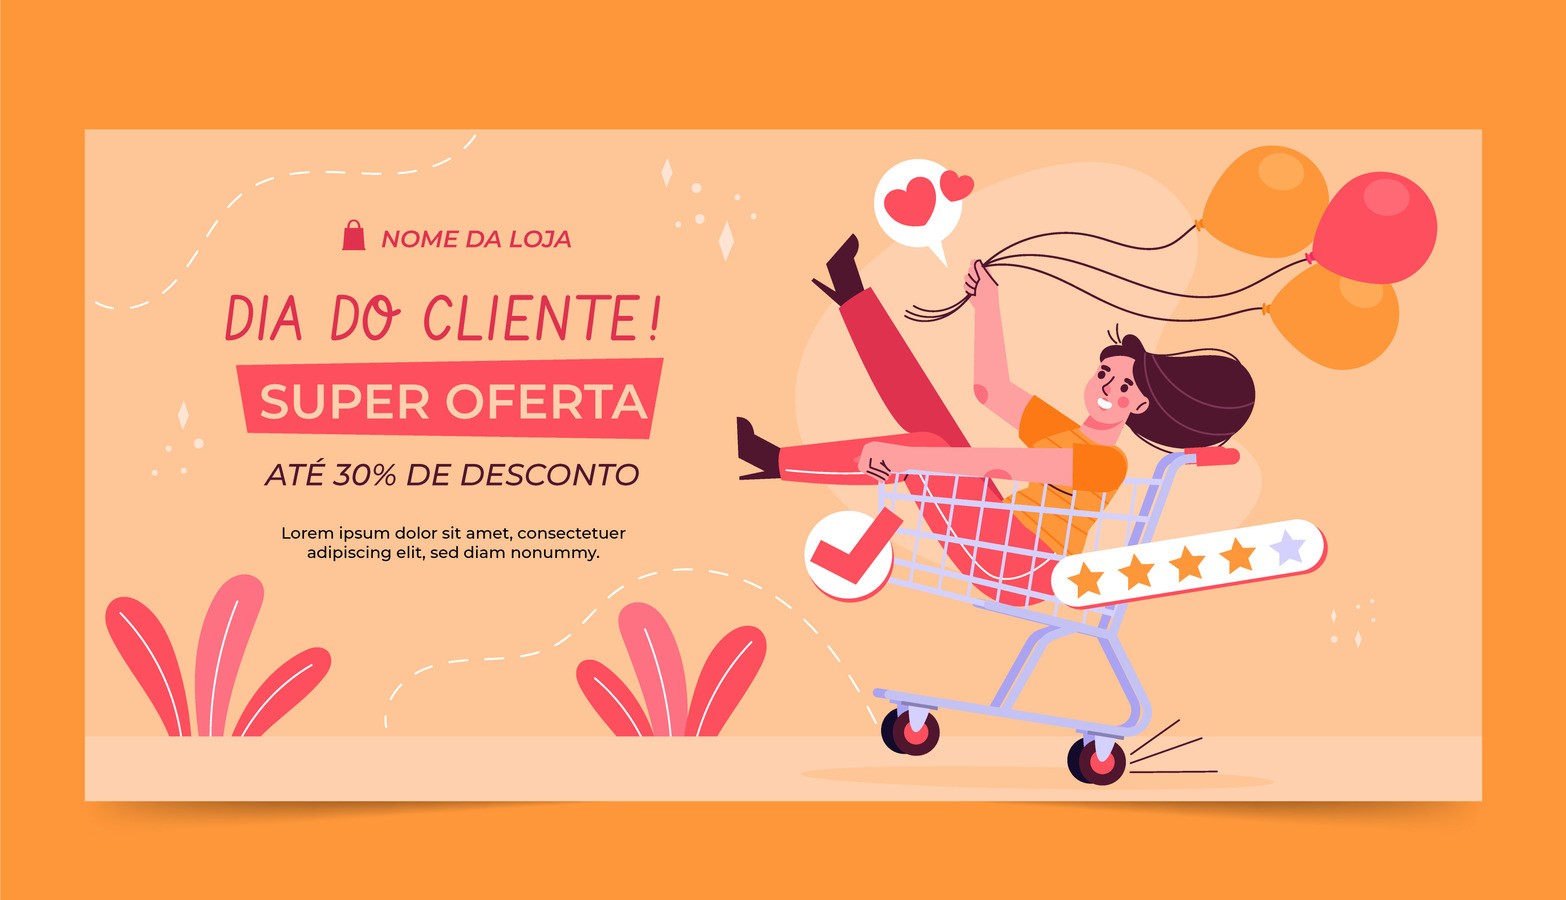 NOME DA LOJA
DIA DO CLIENTE!
SUPER OFERTA
ATÉ 30% DE DESCONTO
Lorem ipsum dolor sit amet, consectetuer
adipiscing elit, sed diam nonummy.